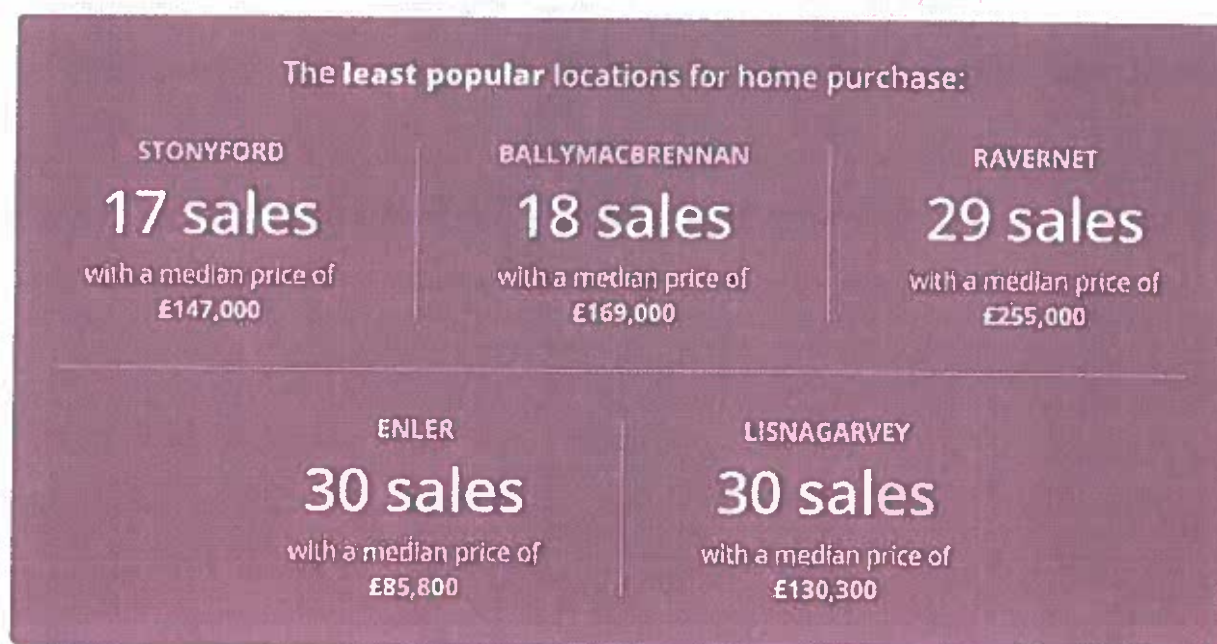 The least popular locations for home purchase:
STONYFORD
17 sales
with a median price of
£147,000
BALLYMACBRENNAN
18 sales
with a median price of
£169,000
RAVERNET
29 sales
with a median price of
£255,000
ENLER
30 sales
with a median price of
£85,800
LISNAGARVEY
30 sales
with a median price of
£130,300